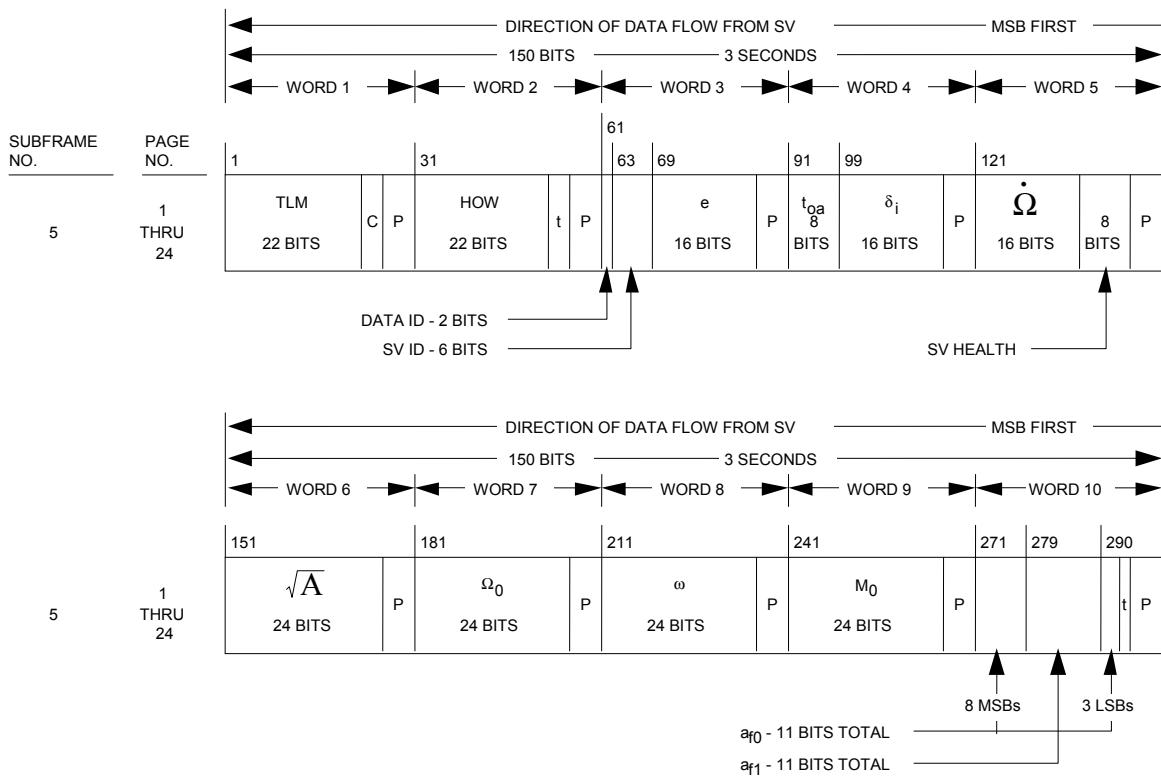 DIRECTION OF DATA FLOW FROM SV MSB FIRST
150 BITS 3 SECONDS
WORD 1 WORD 2 WORD 3 WORD 4 WORD 5
61
SUBFRAME NO. PAGE NO.
1 31 63 69 91 99 121
5
1 THRU 24
TLM 22 BITS
C
P
HOW 22 BITS
t
P
e 16 BITS
P
t_oa 8 BITS
δ_i 16 BITS
P
Ω̇ 16 BITS
8 BITS
P
DATA ID - 2 BITS
SV ID - 6 BITS
SV HEALTH
DIRECTION OF DATA FLOW FROM SV MSB FIRST
150 BITS 3 SECONDS
WORD 6 WORD 7 WORD 8 WORD 9 WORD 10
151 181 211 241 271 279 290
5
1 THRU 24
√A 24 BITS
P
Ω_0 24 BITS
P
ω 24 BITS
P
M_0 24 BITS
P
t
P
8 MSBs 3 LSBs
a_f0 - 11 BITS TOTAL
a_f1 - 11 BITS TOTAL